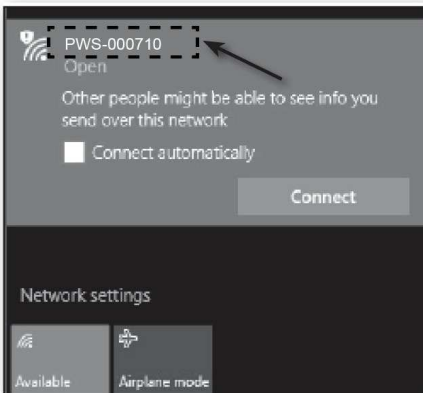 PWS-000710
Open
Other people might be able to see info you
send over this network
Connect automatically
Connect
Network settings
Available
Airplane mode